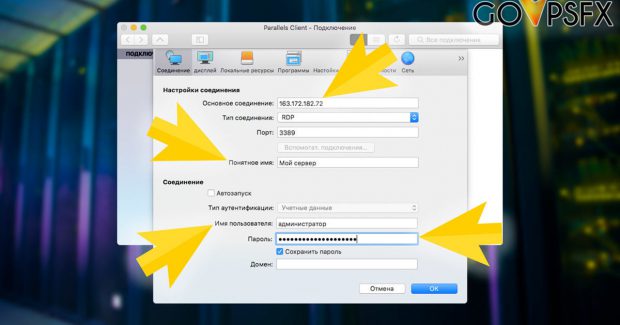 GOVPSFX
Parallels Client – Подключение
Все подключения
подключ
Соединение дисплей Локальные ресурсы Программы Настройки Сеть
Настройки соединения
Основное соединение: 163.172.182.72
Тип соединения: RDP
Порт: 3389
Вспомогат. подключения...
Понятное имя: Мой сервер
Соединение
Автозапуск
Тип аутентификации: Учетные данные
Имя пользователя: администратор
Пароль: ••••••••••••••••••••
Сохранить пароль
Домен:
Отмена OK